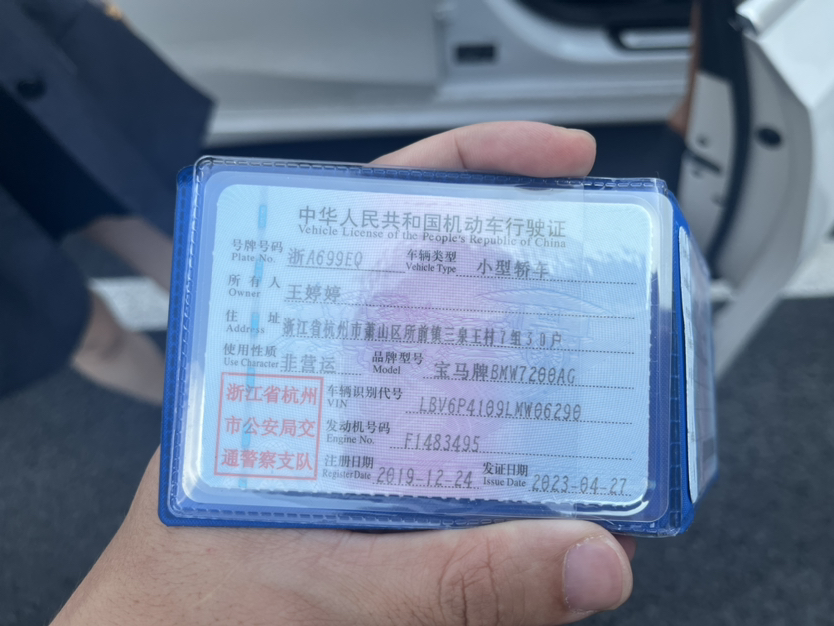 中华人民共和国机动车行驶证
Vehicle License of the People's Republic of China
号牌号码 Plate No. 浙A699EQ 车辆类型 Vehicle Type 小型轿车
所有人 Owner 王婷婷
住址 Address 浙江省杭州市萧山区所前镇三泉王村7组30户
使用性质 Use Character 非营运 品牌型号 Model 宝马牌BMW7200AG
车辆识别代号 VIN LBV6P4109LMW06290
发动机号码 Engine No. F1483495
注册日期 Register Date 2019-12-24 发证日期 Issue Date 2023-04-27
浙江省杭州
市公安局交
通警察支队